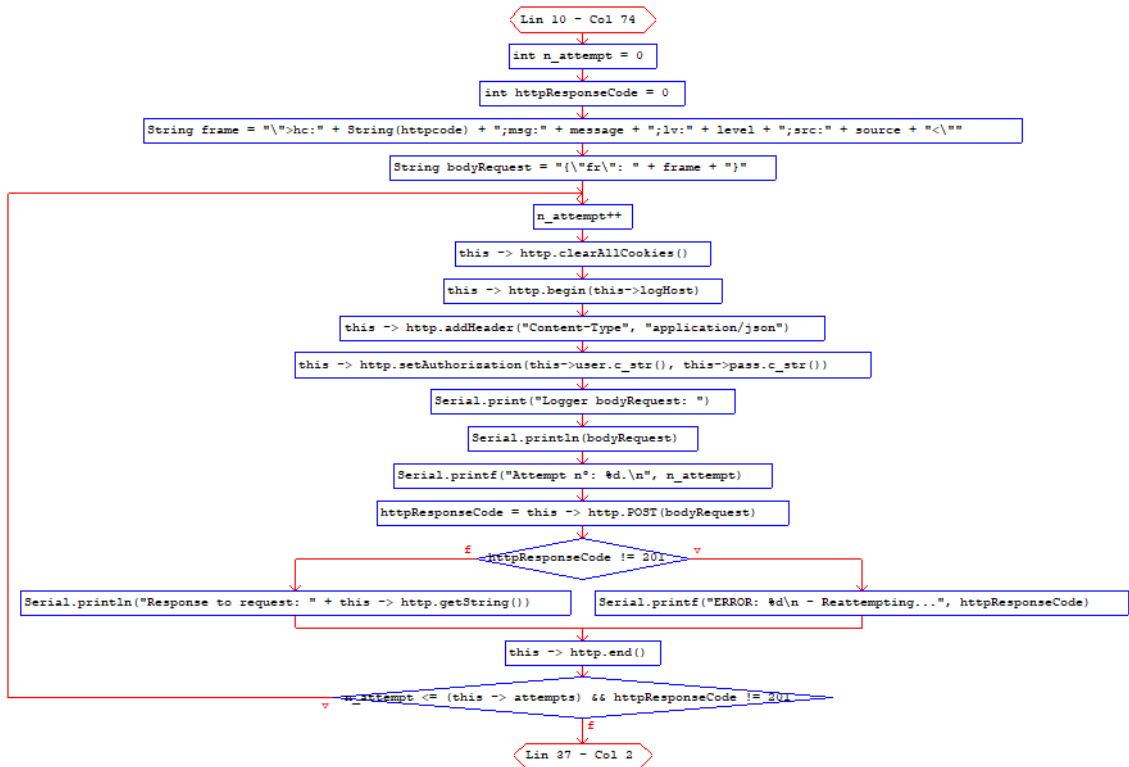 Lin 10 - Col 74
int n_attempt = 0
int httpResponseCode = 0
String frame = "\">hc:" + String(httpcode) + ";msg:" + message + ";lv:" + level + ";src:" + source + "<\""
String bodyRequest = "{\"fr\": " + frame + "}"
n_attempt++
this -> http.clearAllCookies()
this -> http.begin(this->logHost)
this -> http.addHeader("Content-Type", "application/json")
this -> http.setAuthorization(this->user.c_str(), this->pass.c_str())
Serial.print("Logger bodyRequest: ")
Serial.println(bodyRequest)
Serial.printf("Attempt nº: %d.\n", n_attempt)
httpResponseCode = this -> http.POST(bodyRequest)
f
httpResponseCode != 201
v
Serial.println("Response to request: " + this -> http.getString())
Serial.printf("ERROR: %d\n - Reattempting...", httpResponseCode)
this -> http.end()
n_attempt <= (this -> attempts) && httpResponseCode != 201
v
f
Lin 37 - Col 2